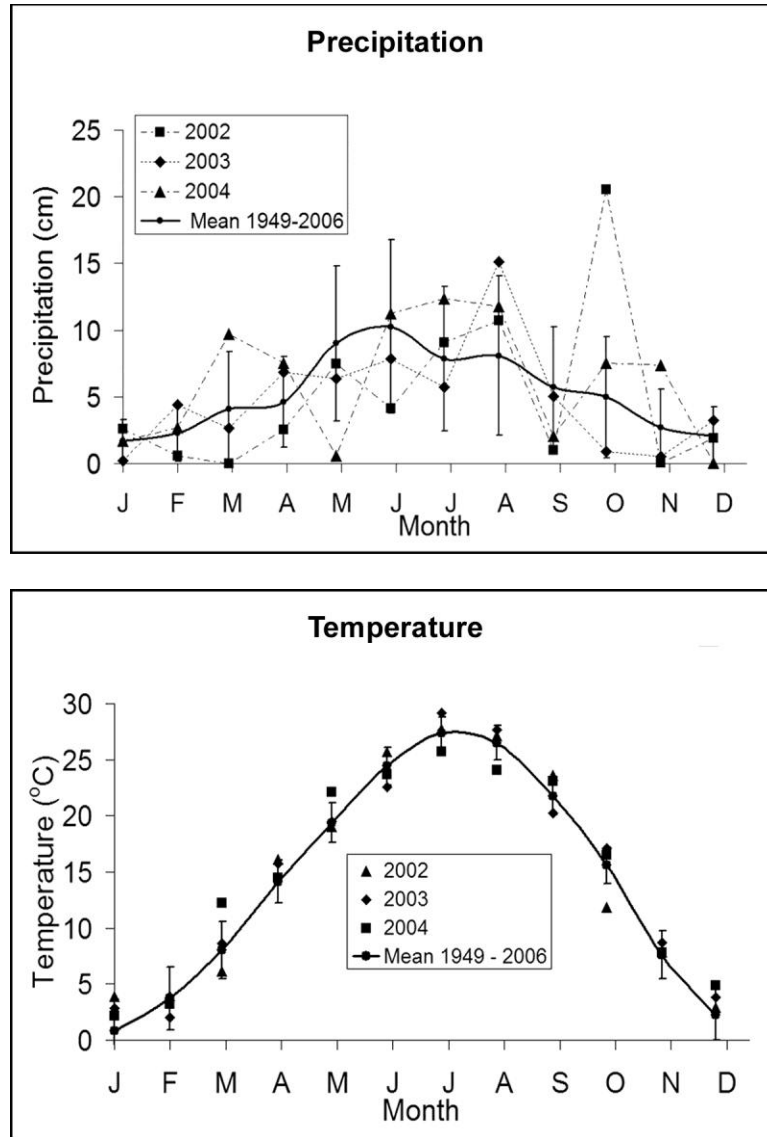 Precipitation
25
20
15
10
5
0
Precipitation (cm)
2002
2003
2004
Mean 1949-2006
J F M A M J J A S O N D
Month
Temperature
30
25
20
15
10
5
0
Temperature (°C)
2002
2003
2004
Mean 1949 - 2006
J F M A M J J A S O N D
Month